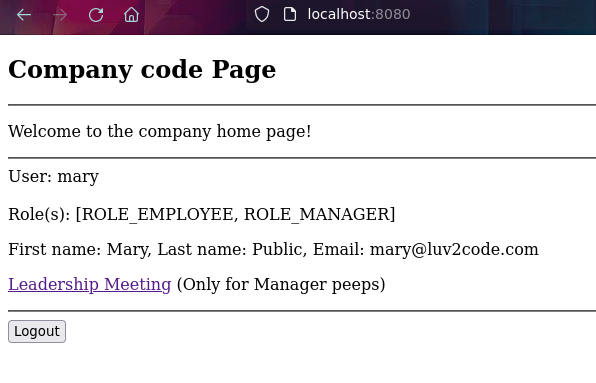 localhost:8080
Company code Page
Welcome to the company home page!
User: mary
Role(s): [ROLE_EMPLOYEE, ROLE_MANAGER]
First name: Mary, Last name: Public, Email: mary@luv2code.com
Leadership Meeting (Only for Manager peeps)
Logout